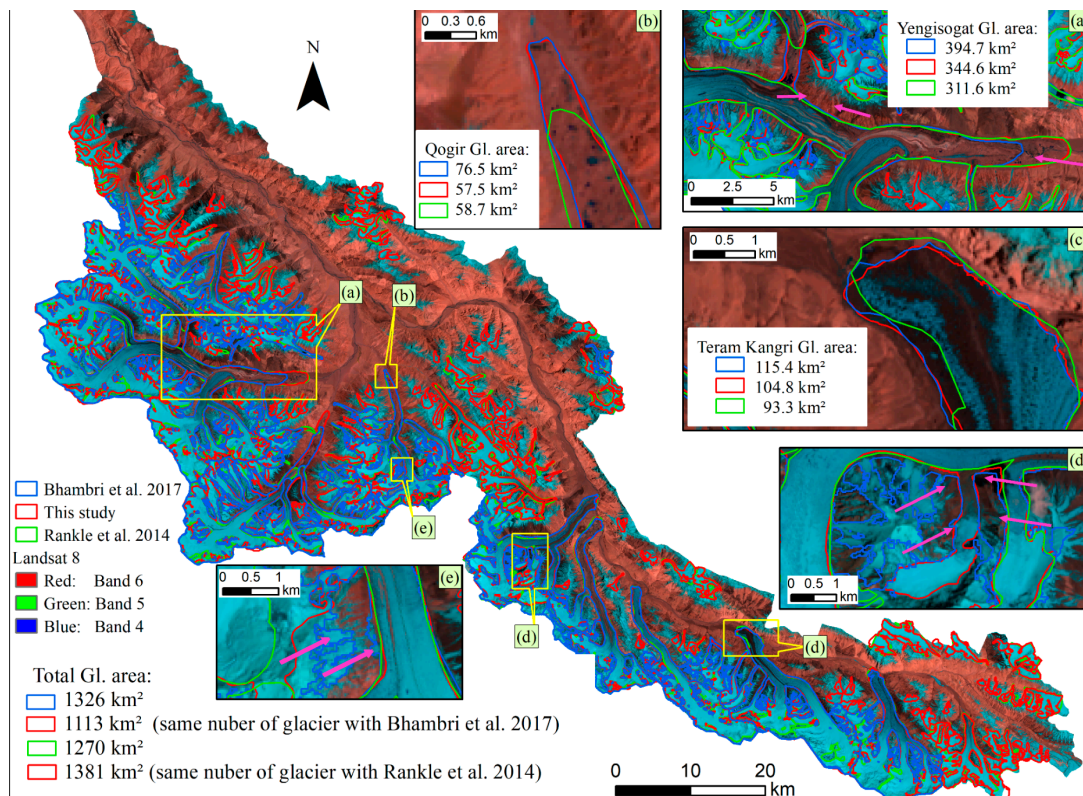 0 0.3 0.6
km
(b)
Qogir Gl. area:
76.5 km²
57.5 km²
58.7 km²
N
(a
Yengisogat Gl. area:
394.7 km²
344.6 km²
311.6 km²
0 2.5 5
km
0 0.5 1
km
(c)
Teram Kangri Gl. area:
115.4 km²
104.8 km²
93.3 km²
(a)
(b)
(e)
(d)
(d)
(d
0 0.5 1
km
Bhambri et al. 2017
This study
Rankle et al. 2014
Landsat 8
Red: Band 6
Green: Band 5
Blue: Band 4
0 0.5 1
km
(e)
Total Gl. area:
1326 km²
1113 km² (same nuber of glacier with Bhambri et al. 2017)
1270 km²
1381 km² (same nuber of glacier with Rankle et al. 2014)
0 10 20
km